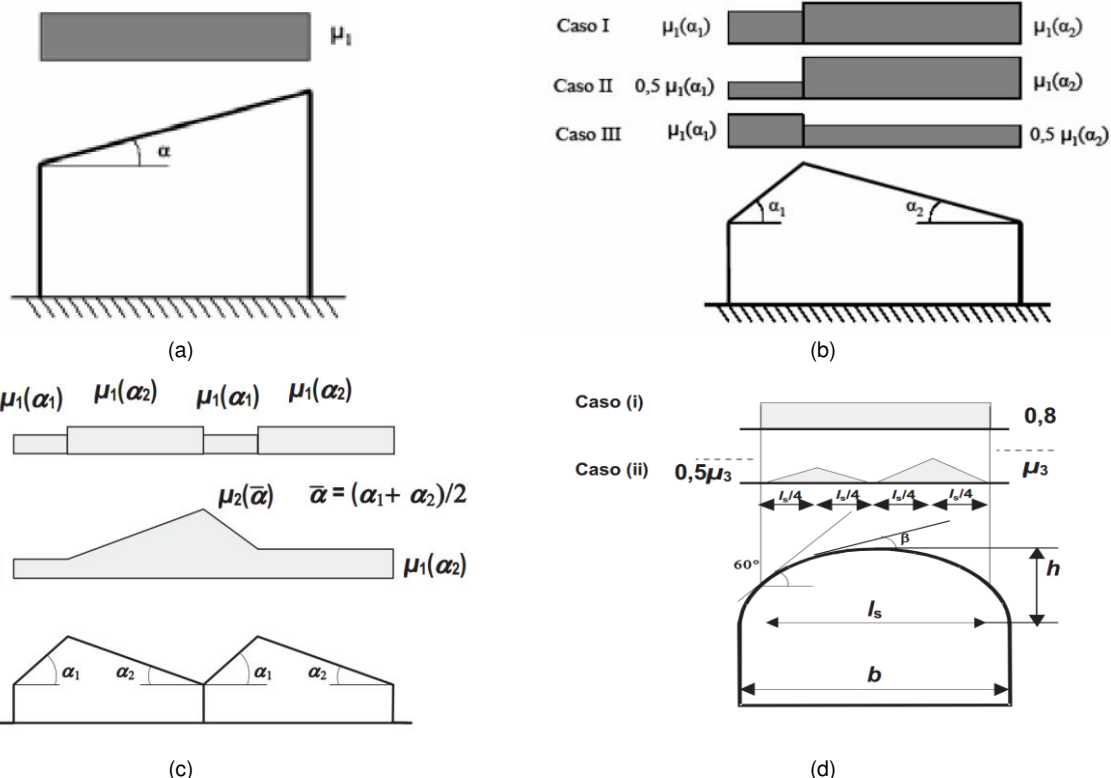 μ₁
α
(a)
Caso I μ₁(α₁) μ₁(α₂)
Caso II 0,5 μ₁(α₁) μ₁(α₂)
Caso III μ₁(α₁) 0,5 μ₁(α₂)
α₁ α₂
(b)
μ₁(α₁) μ₁(α₂) μ₁(α₁) μ₁(α₂)
μ₂(ᾱ) ᾱ = (α₁+ α₂)/2
μ₁(α₂)
α₁ α₂ α₁ α₂
(c)
Caso (i) 0,8
Caso (ii) 0,5μ₃ μ₃
lₛ/4 lₛ/4 lₛ/4 lₛ/4
β
60° h
lₛ
b
(d)